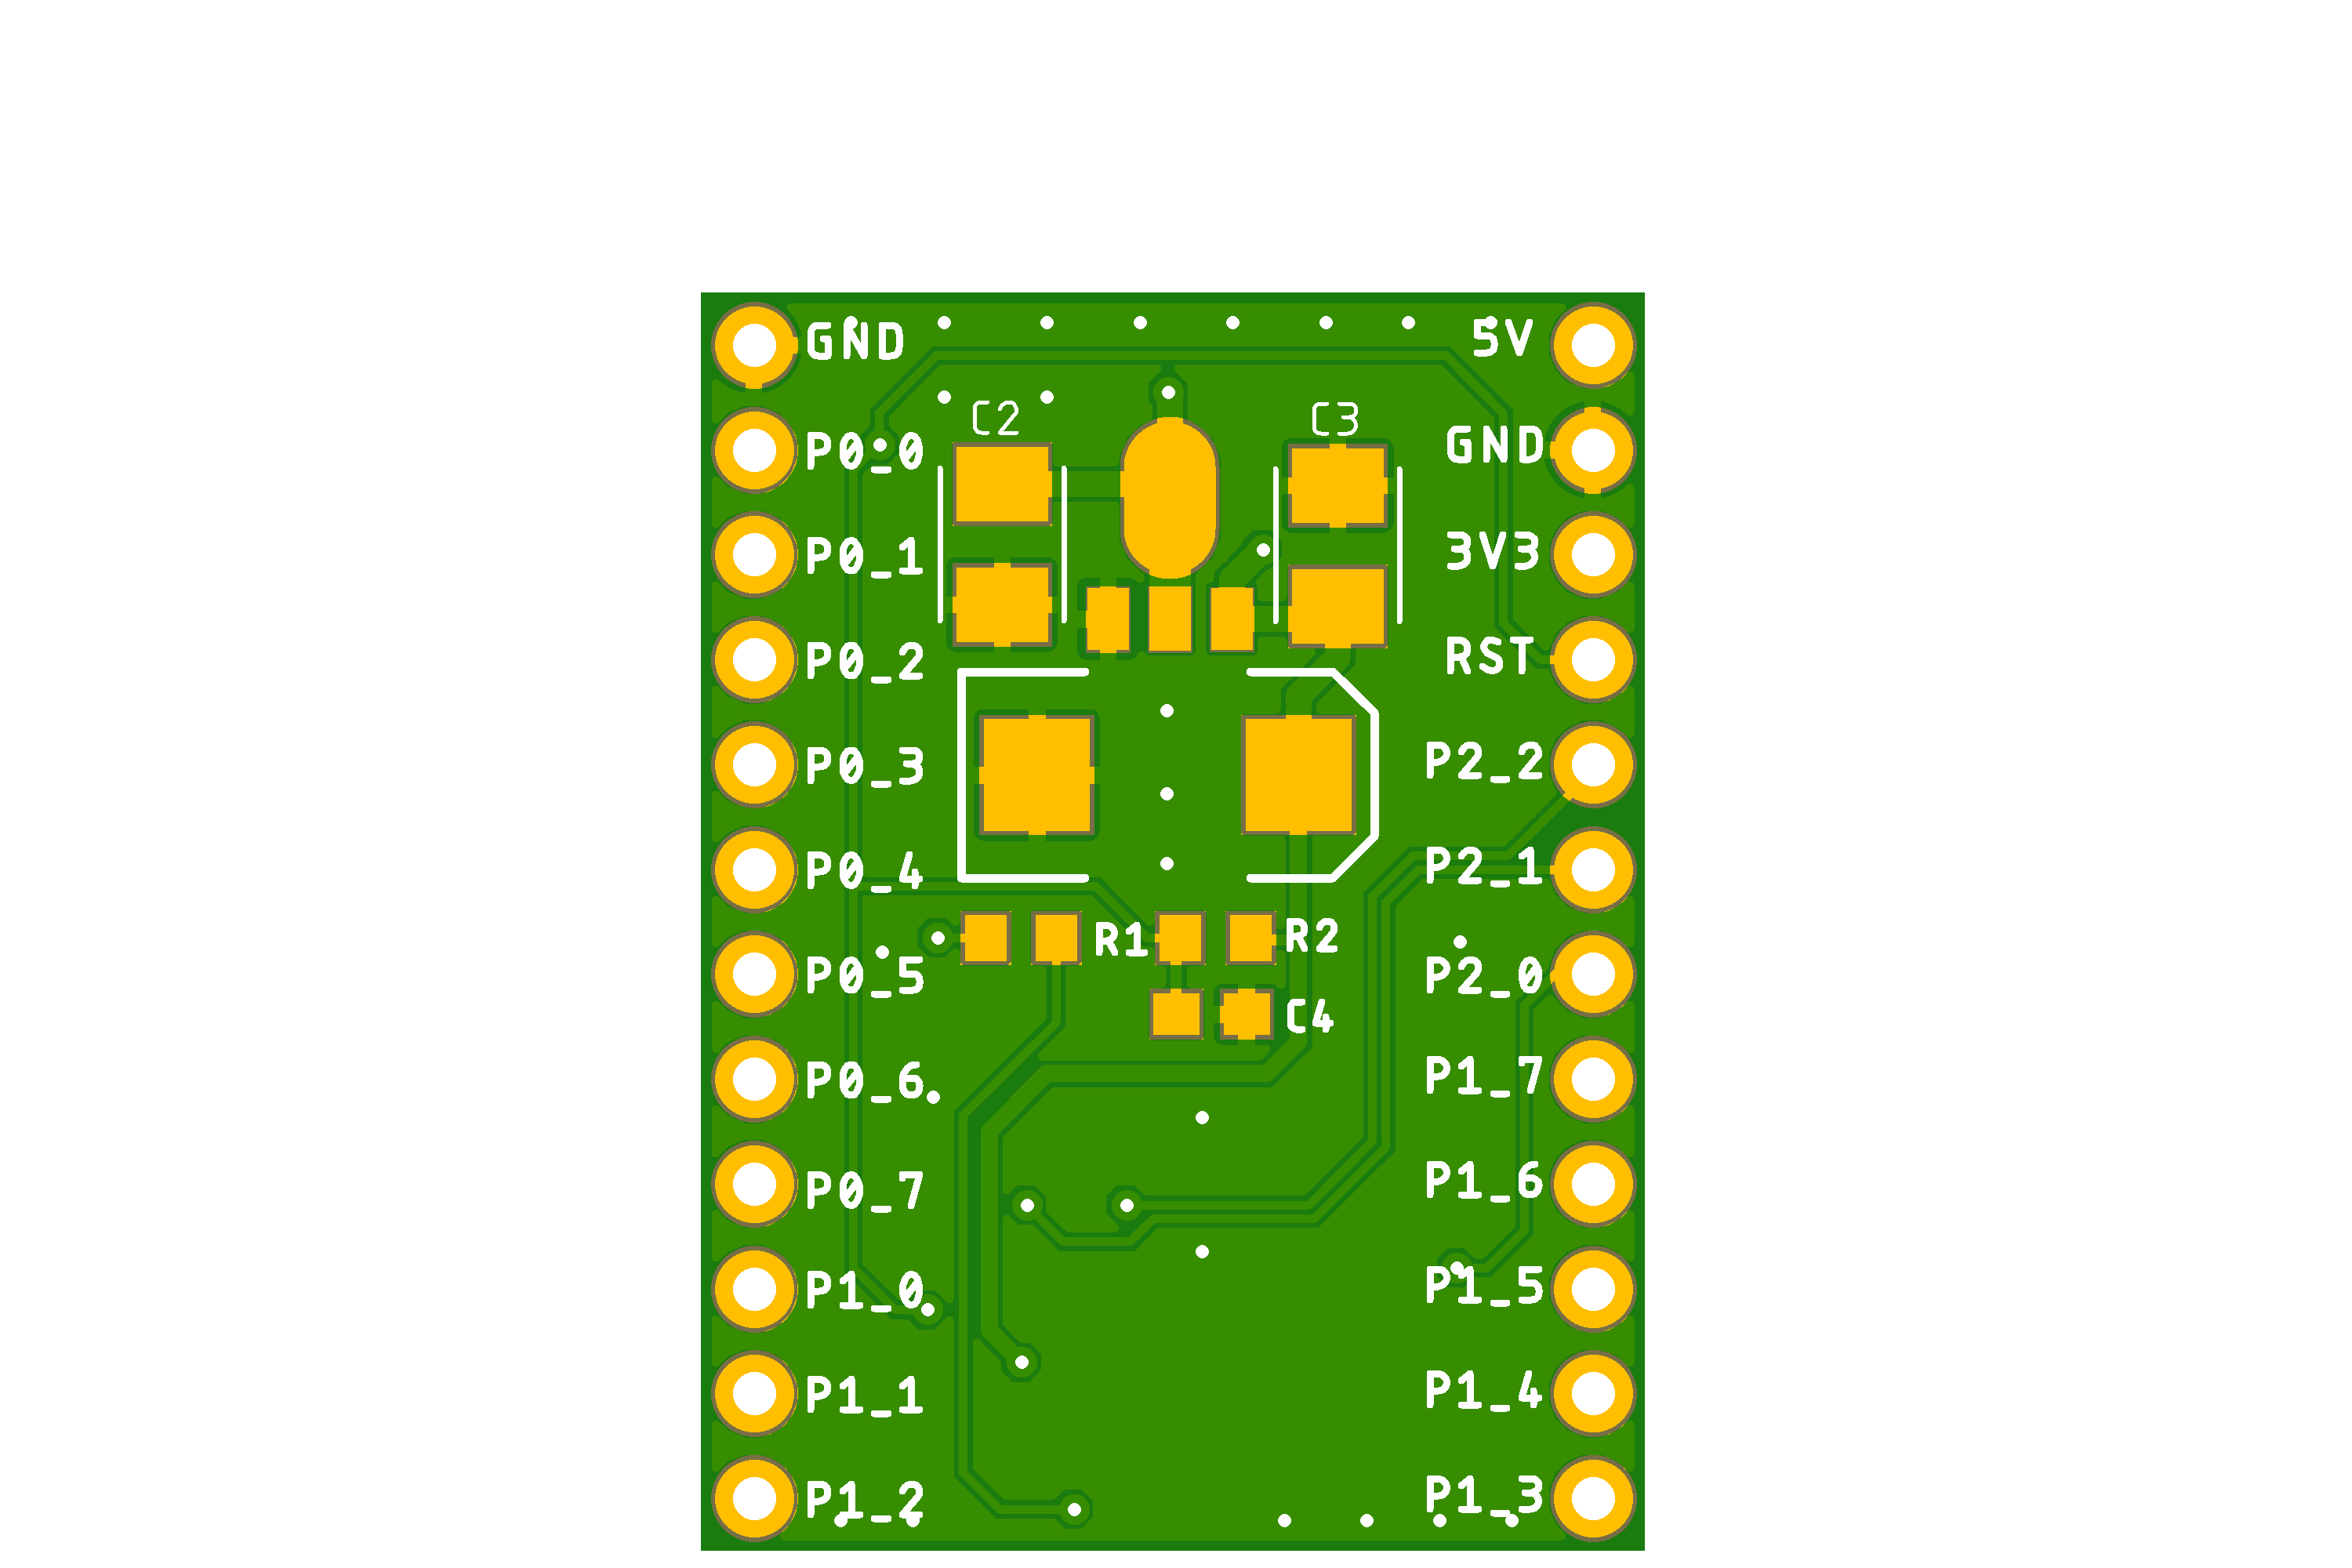 GND 5V
C2 C3
P0_0 GND
P0_1 3V3
P0_2 RST
P0_3 P2_2
P0_4 P2_1
R1 R2
P0_5 P2_0
C4
P0_6 P1_7
P0_7 P1_6
P1_0 P1_5
P1_1 P1_4
P1_2 P1_3